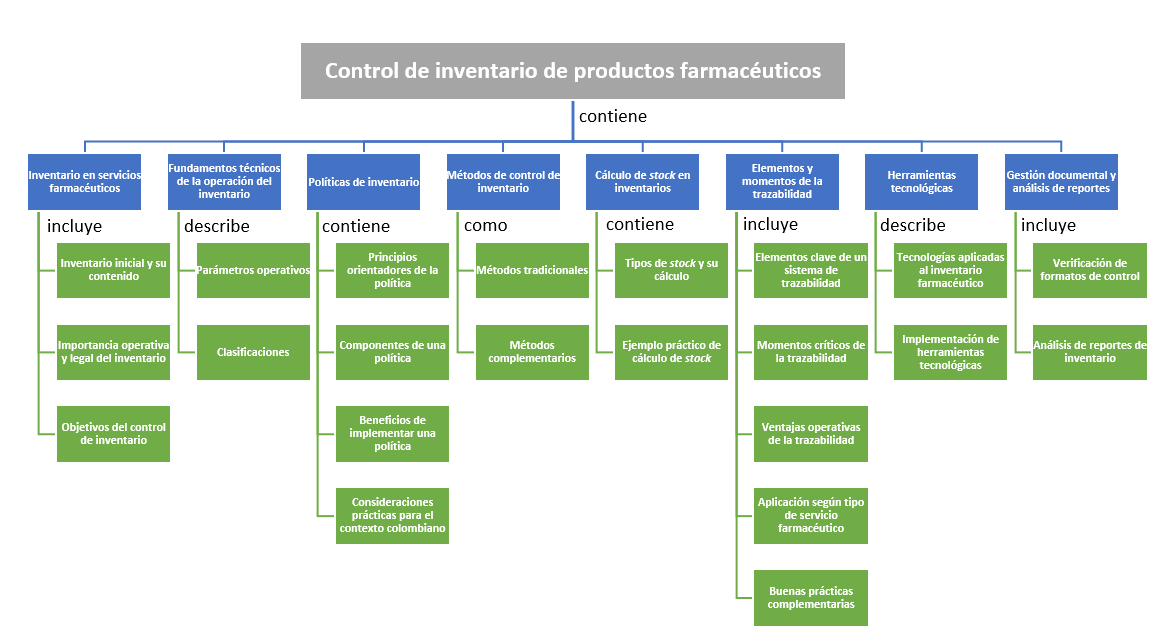 Control de inventario de productos farmacéuticos
contiene
Inventario en servicios
farmacéuticos
incluye
Inventario inicial y su
contenido
Importancia operativa
y legal del inventario
Objetivos del control
de inventario
Fundamentos técnicos
de la operación del
inventario
describe
Parámetros operativos
Clasificaciones
Políticas de inventario
contiene
Principios
orientadores de la
política
Componentes de una
política
Beneficios de
implementar una
política
Consideraciones
prácticas para el
contexto colombiano
Métodos de control de
inventario
como
Métodos tradicionales
Métodos
complementarios
Cálculo de stock en
inventarios
contiene
Tipos de stock y su
cálculo
Ejemplo práctico de
cálculo de stock
Elementos y
momentos de la
trazabilidad
incluye
Elementos clave de un
sistema de
trazabilidad
Momentos críticos de
la trazabilidad
Ventajas operativas
de la trazabilidad
Aplicación según tipo
de servicio
farmacéutico
Buenas prácticas
complementarias
Herramientas
tecnológicas
describe
Tecnologías aplicadas
al inventario
farmacéutico
Implementación de
herramientas
tecnológicas
Gestión documental y
análisis de reportes
incluye
Verificación de
formatos de control
Análisis de reportes de
inventario